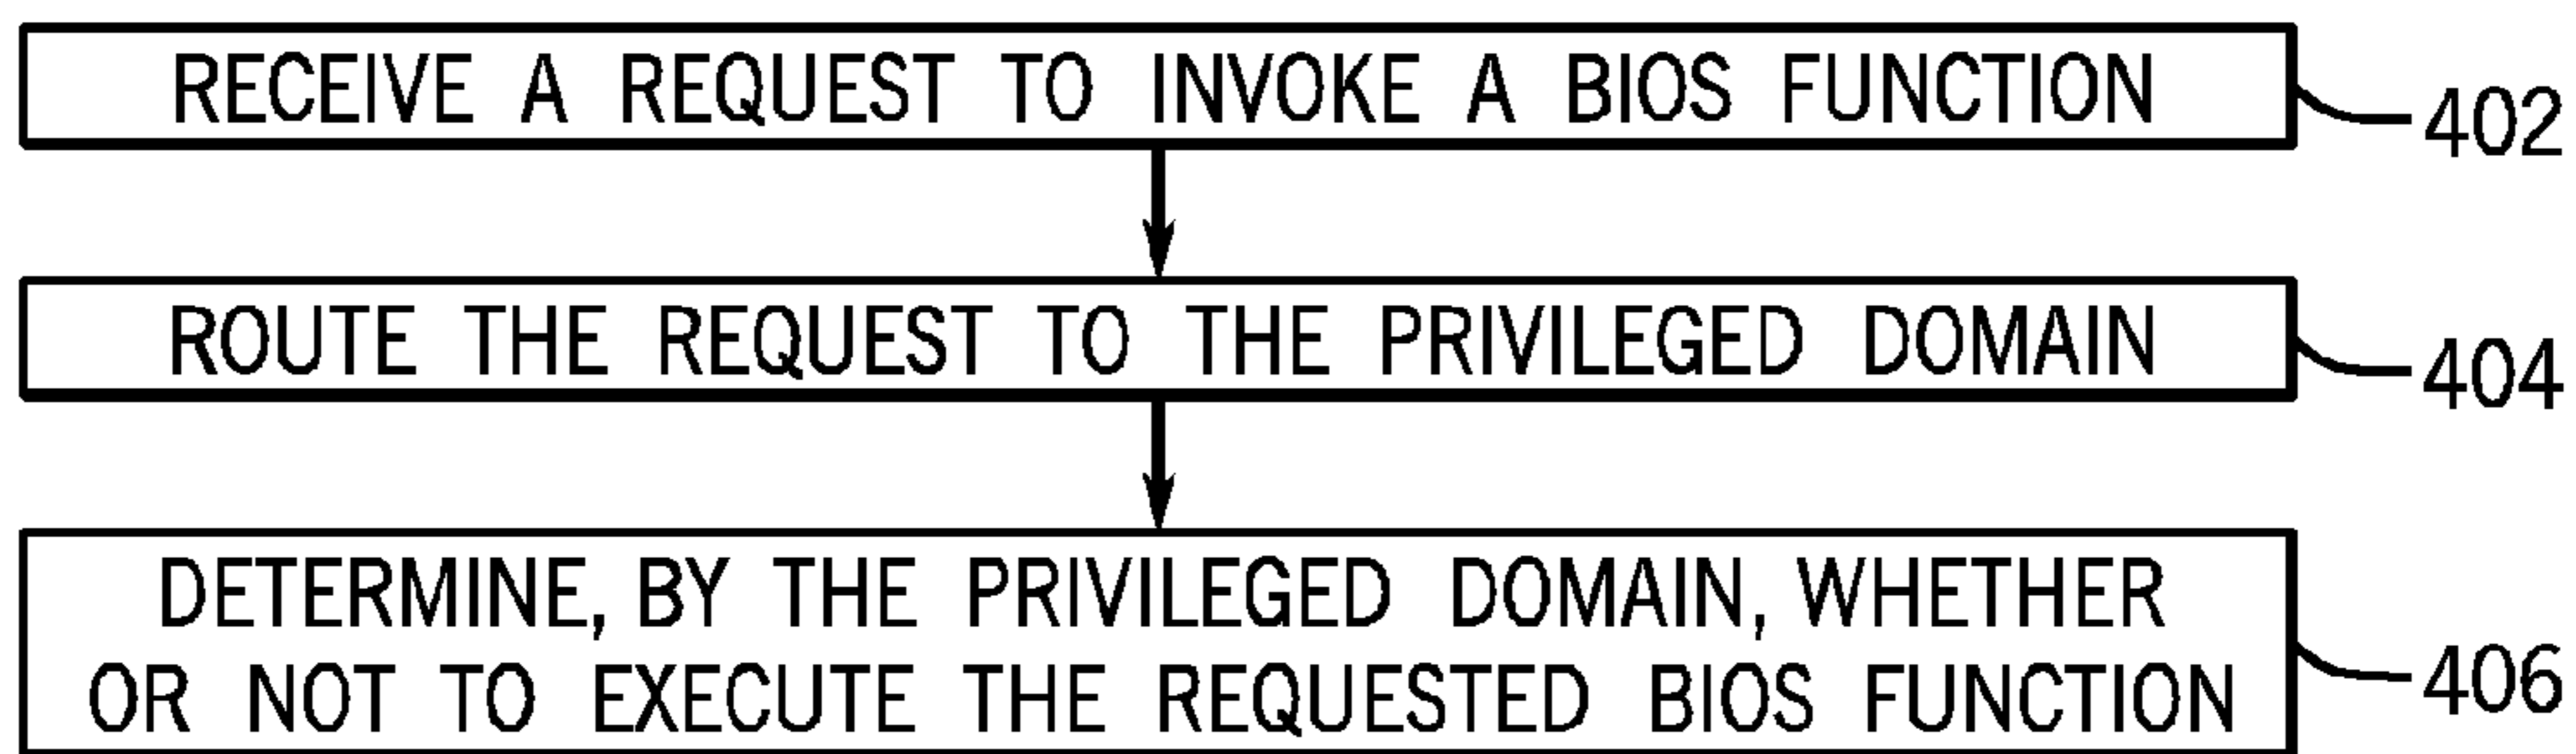 RECEIVE A REQUEST TO INVOKE A BIOS FUNCTION
402
ROUTE THE REQUEST TO THE PRIVILEGED DOMAIN
404
DETERMINE, BY THE PRIVILEGED DOMAIN, WHETHER
OR NOT TO EXECUTE THE REQUESTED BIOS FUNCTION
406